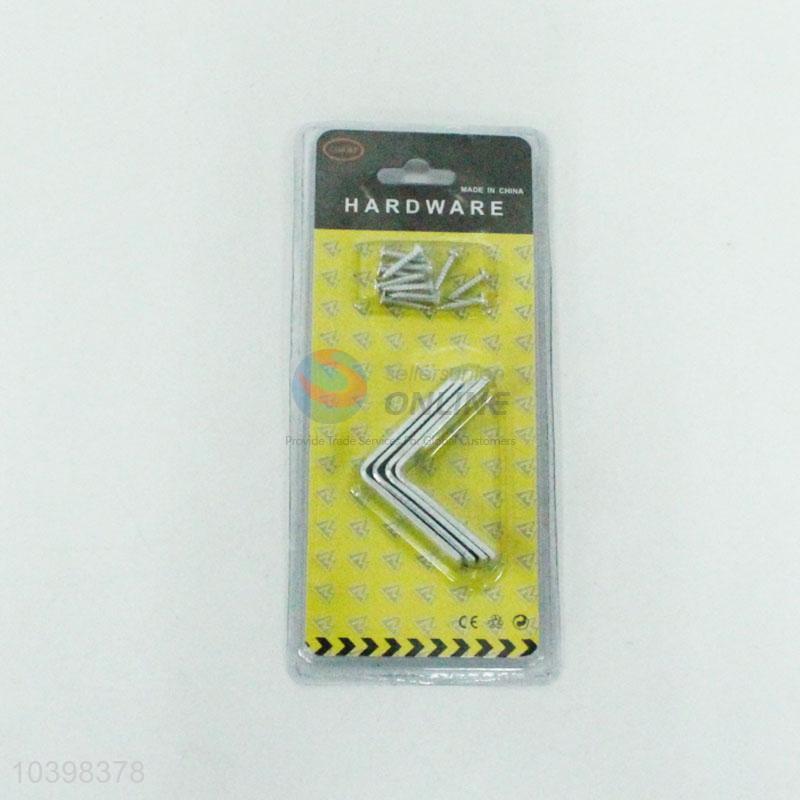 MADE IN CHINA
HARDWARE
Sellersunion
ONLINE
Provide Trade Services For Global Customers
CE
10398378